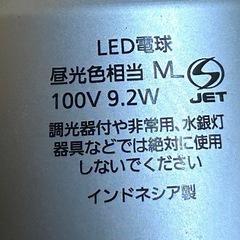 LED電球
昼光色相当 M
100V 9.2W
JET
調光器付や非常用、水銀灯
器具などでは絶対に使用
しないでください
インドネシア製